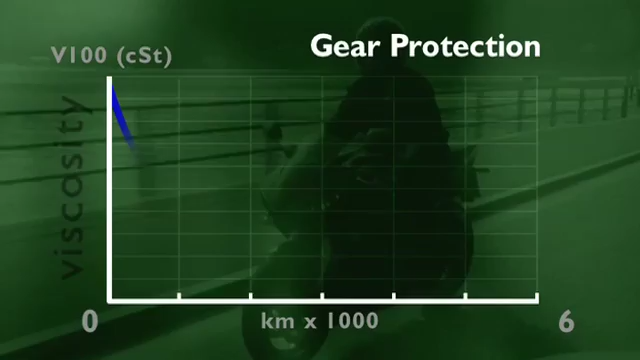 V100 (cSt)
Gear Protection
viscosity
0
km x 1000
6